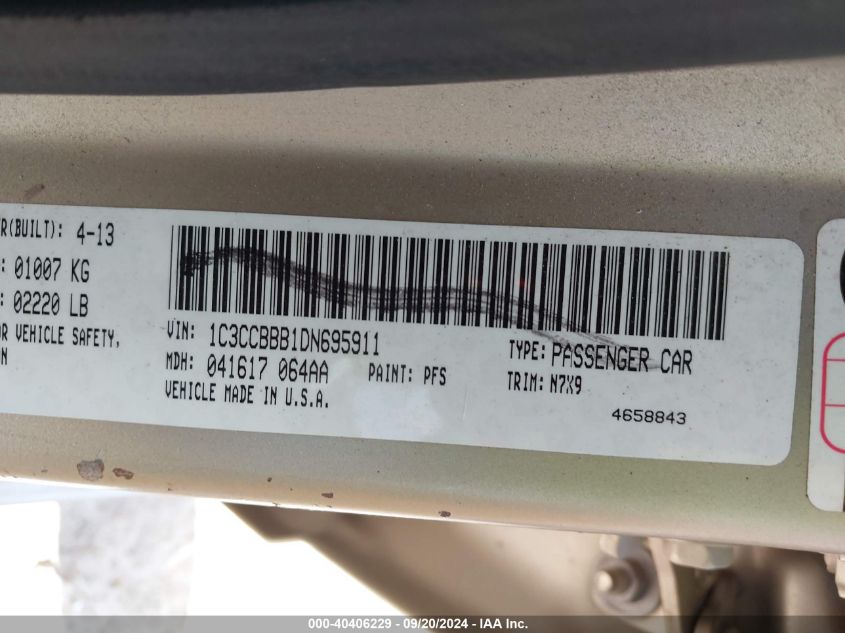 R(BUILT): 4-13
: 01007 KG
: 02220 LB
OR VEHICLE SAFETY,
N
VIN: 1C3CCBBB1DN695911
TYPE: PASSENGER CAR
MDH: 041617 064AA
PAINT: PFS
TRIM: N7X9
VEHICLE MADE IN U.S.A.
4658843
000-40406229 - 09/20/2024 - IAA Inc.